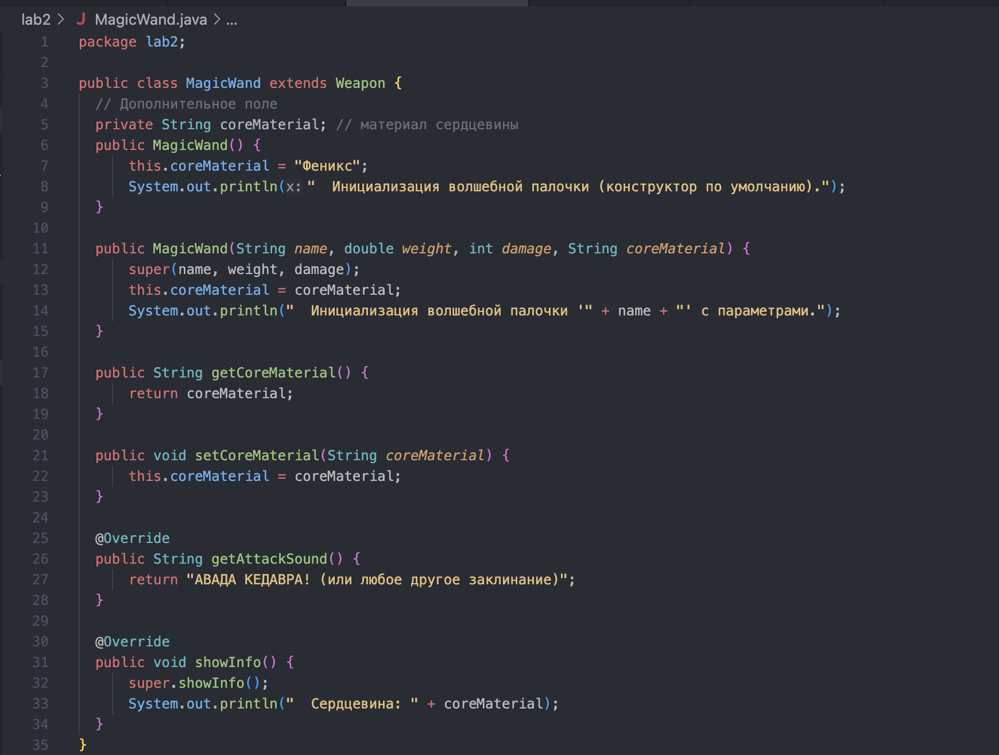 lab2 > J MagicWand.java > ...
1 package lab2;
2
3 public class MagicWand extends Weapon {
4 // Дополнительное поле
5 private String coreMaterial; // материал сердцевины
6 public MagicWand() {
7 this.coreMaterial = "Феникс";
8 System.out.println(x: "  Инициализация волшебной палочки (конструктор по умолчанию).");
9 }
10
11 public MagicWand(String name, double weight, int damage, String coreMaterial) {
12 super(name, weight, damage);
13 this.coreMaterial = coreMaterial;
14 System.out.println("  Инициализация волшебной палочки '" + name + "' с параметрами.");
15 }
16
17 public String getCoreMaterial() {
18 return coreMaterial;
19 }
20
21 public void setCoreMaterial(String coreMaterial) {
22 this.coreMaterial = coreMaterial;
23 }
24
25 @Override
26 public String getAttackSound() {
27 return "АВАДА КЕДАВРА! (или любое другое заклинание)";
28 }
29
30 @Override
31 public void showInfo() {
32 super.showInfo();
33 System.out.println("  Сердцевина: " + coreMaterial);
34 }
35 }